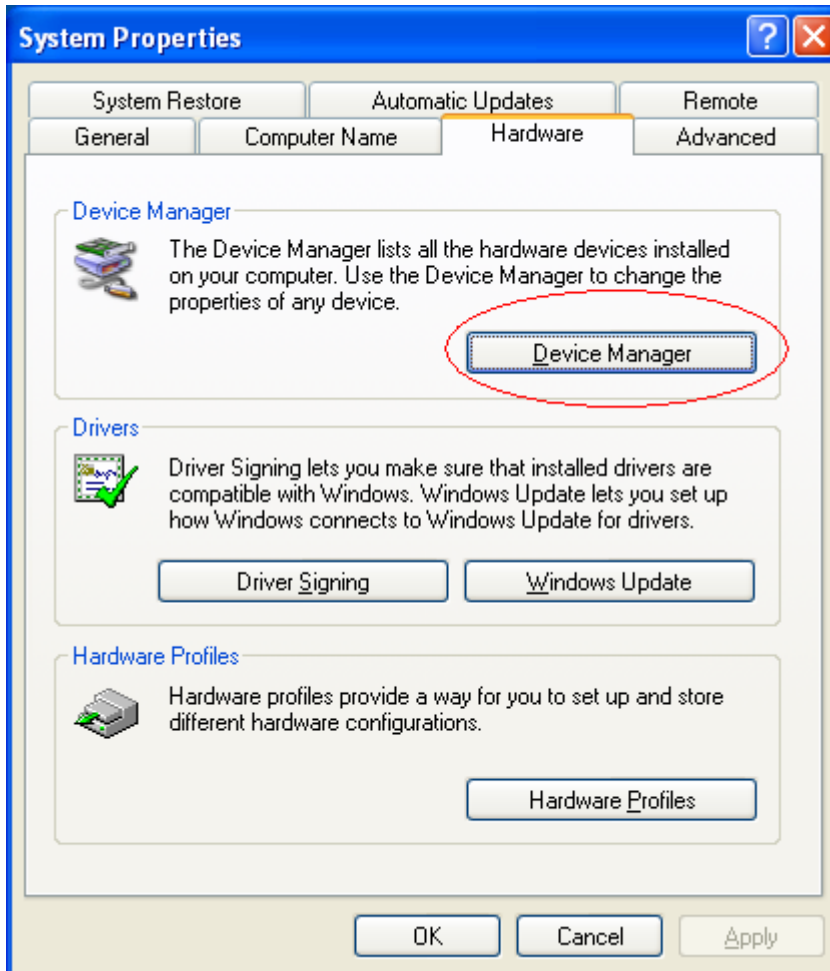 System Properties
System Restore Automatic Updates Remote
General Computer Name Hardware Advanced
Device Manager
The Device Manager lists all the hardware devices installed
on your computer. Use the Device Manager to change the
properties of any device.
Device Manager
Drivers
Driver Signing lets you make sure that installed drivers are
compatible with Windows. Windows Update lets you set up
how Windows connects to Windows Update for drivers.
Driver Signing Windows Update
Hardware Profiles
Hardware profiles provide a way for you to set up and store
different hardware configurations.
Hardware Profiles
OK Cancel Apply